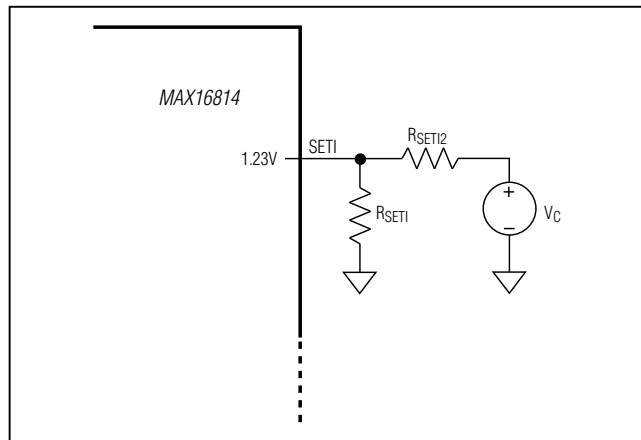 MAX16814
1.23V
SETI
RSETI2
RSETI
+
−
VC